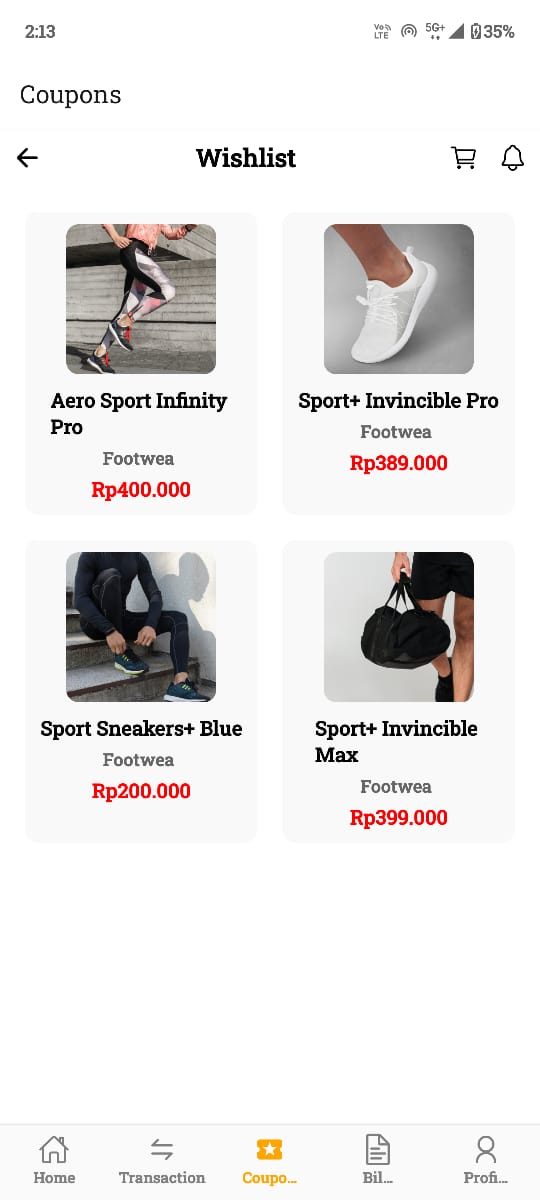 2:13
Vo
LTE
5G+
35%
Coupons
Wishlist
Aero Sport Infinity
Pro
Footwea
Rp400.000
Sport+ Invincible Pro
Footwea
Rp389.000
Sport Sneakers+ Blue
Footwea
Rp200.000
Sport+ Invincible
Max
Footwea
Rp399.000
Home
Transaction
Coupo...
Bil...
Profi...